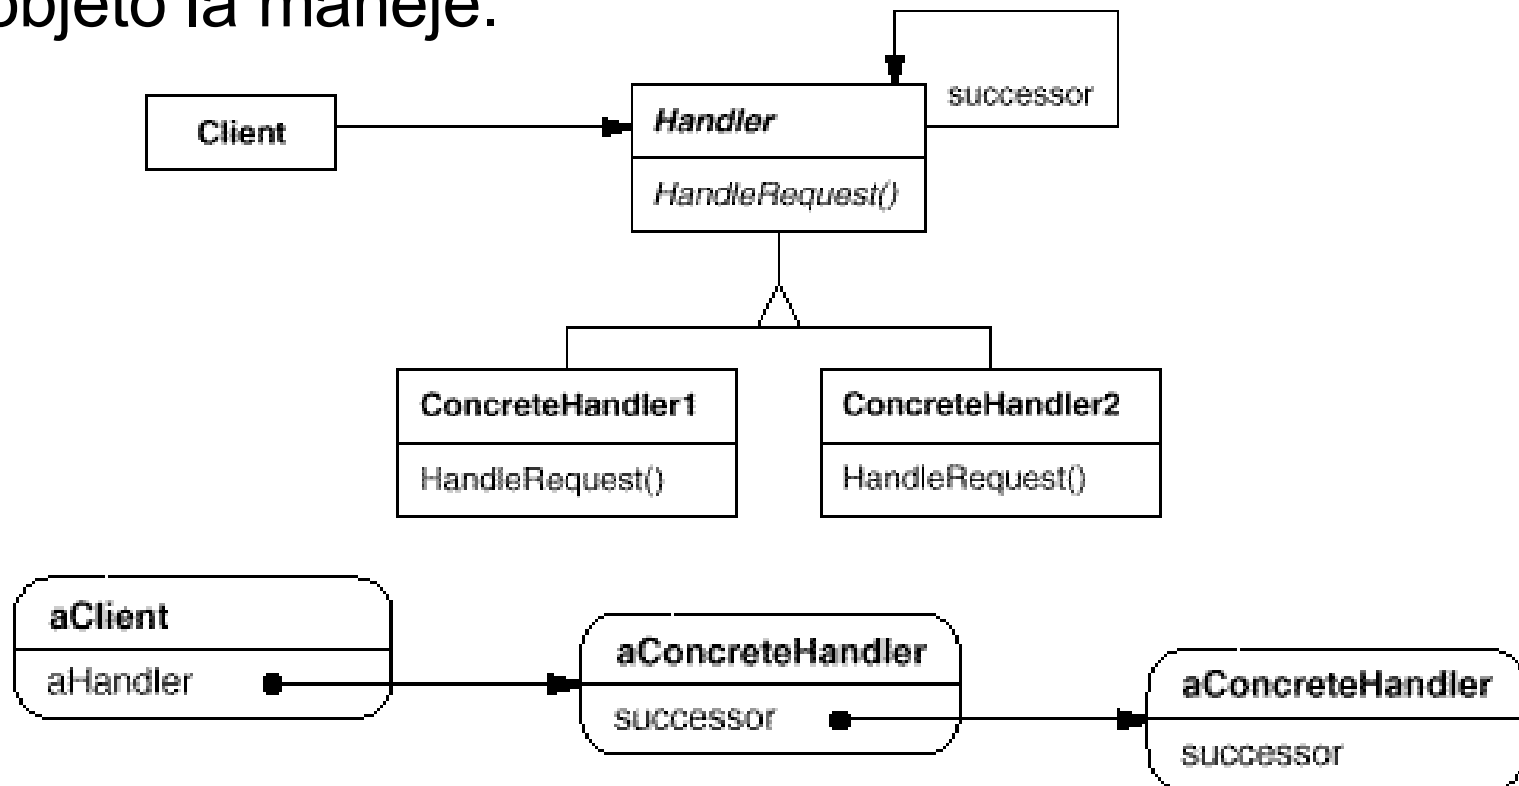 objeto la maneje.
successor
Client
Handler
HandleRequest()
ConcreteHandler1
ConcreteHandler2
HandleRequest()
HandleRequest()
aClient
aHandler
aConcreteHandler
successor
aConcreteHandler
successor